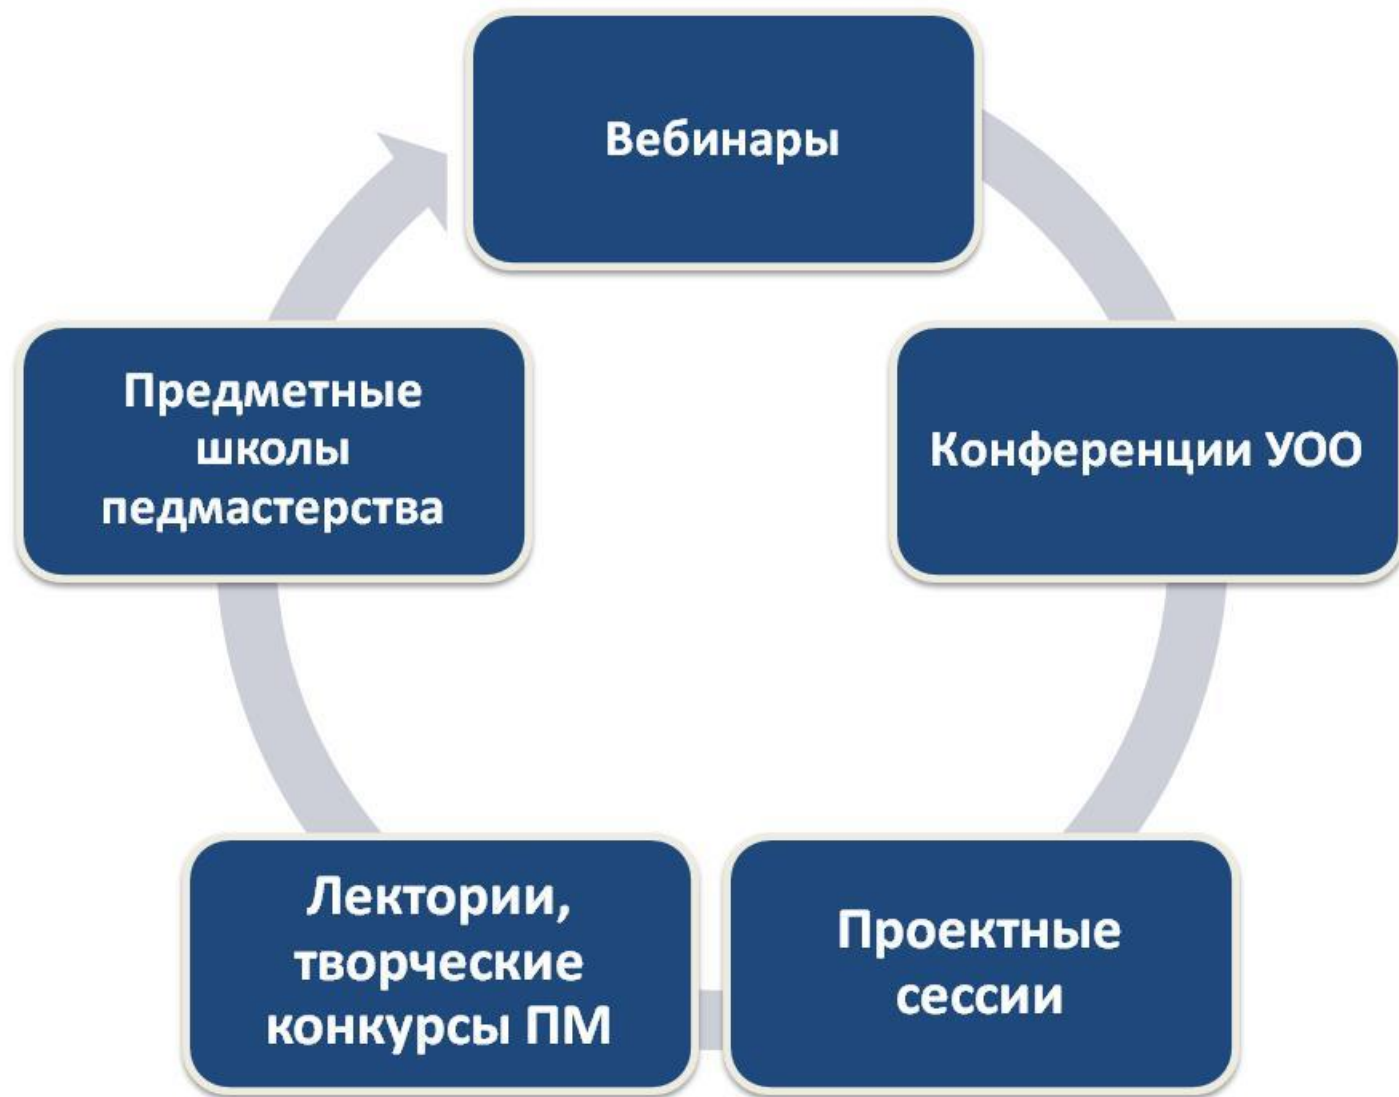 Вебинары
Конференции УОО
Проектные
сессии
Лектории,
творческие
конкурсы ПМ
Предметные
школы
педмастерства